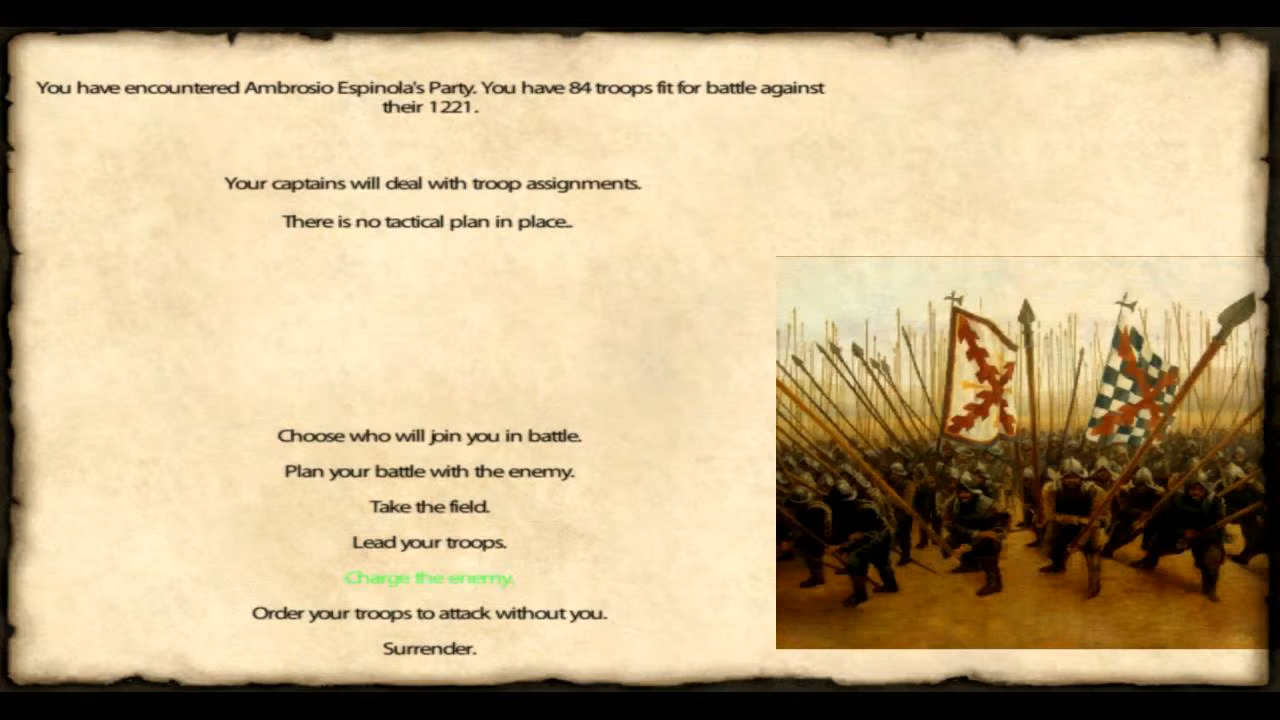 You have encountered Ambrosio Espinola's Party. You have 84 troops fit for battle against
their 1221.
Your captains will deal with troop assignments.
There is no tactical plan in place..
Choose who will join you in battle.
Plan your battle with the enemy.
Take the field.
Lead your troops.
Charge the enemy.
Order your troops to attack without you.
Surrender.